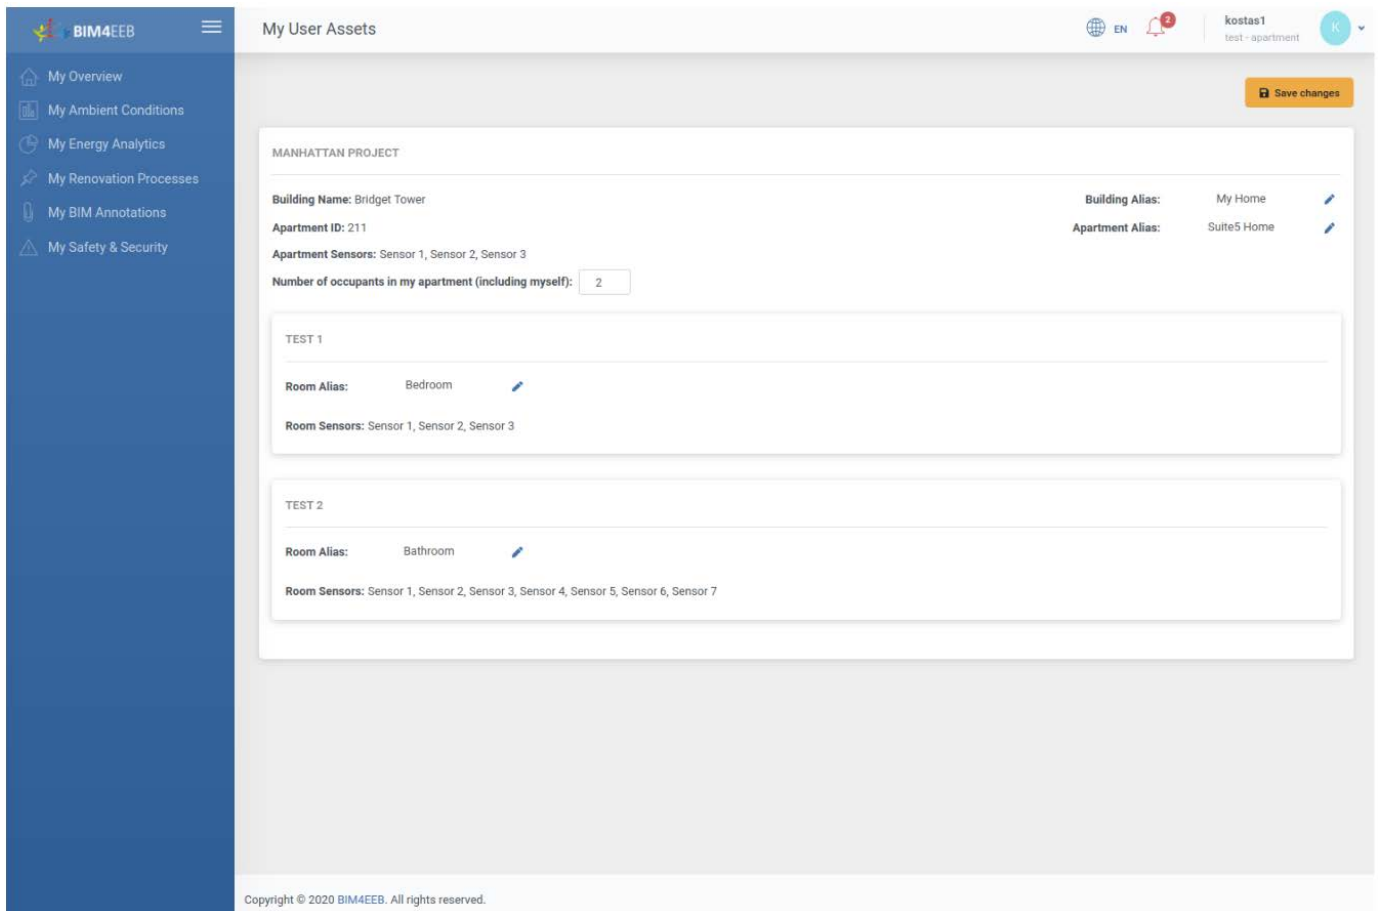 BIM4EEB
My User Assets
EN
2
kostas1
test - apartment
K
My Overview
My Ambient Conditions
My Energy Analytics
My Renovation Processes
My BIM Annotations
My Safety & Security
Save changes
MANHATTAN PROJECT
Building Name: Bridget Tower
Building Alias: My Home
Apartment ID: 211
Apartment Alias: Suite5 Home
Apartment Sensors: Sensor 1, Sensor 2, Sensor 3
Number of occupants in my apartment (including myself): 2
TEST 1
Room Alias: Bedroom
Room Sensors: Sensor 1, Sensor 2, Sensor 3
TEST 2
Room Alias: Bathroom
Room Sensors: Sensor 1, Sensor 2, Sensor 3, Sensor 4, Sensor 5, Sensor 6, Sensor 7
Copyright © 2020 BIM4EEB. All rights reserved.